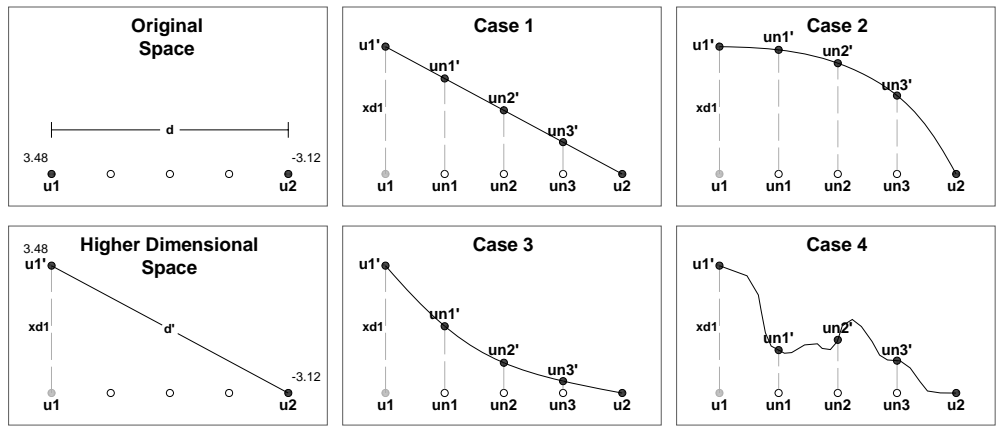 Original
Space
d
3.48
-3.12
u1
u2
Case 1
u1'
un1'
un2'
xd1
un3'
u1
un1
un2
un3
u2
Case 2
u1'
un1'
un2'
un3'
xd1
u1
un1
un2
un3
u2
Higher Dimensional
Space
3.48
u1'
xd1
d'
-3.12
u1
u2
Case 3
u1'
un1'
xd1
un2'
un3'
u1
un1
un2
un3
u2
Case 4
u1'
xd1
un1'
un2'
un3'
u1
un1
un2
un3
u2